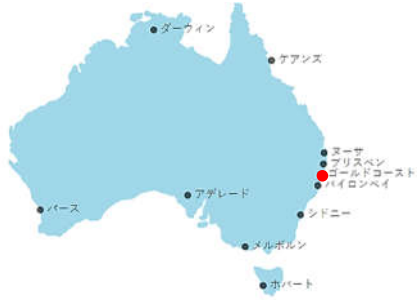 ダーウィン
ケアンズ
ヌーサ
ブリスベン
ゴールドコースト
バイロンベイ
アデレード
パース
シドニー
メルボルン
ホバート